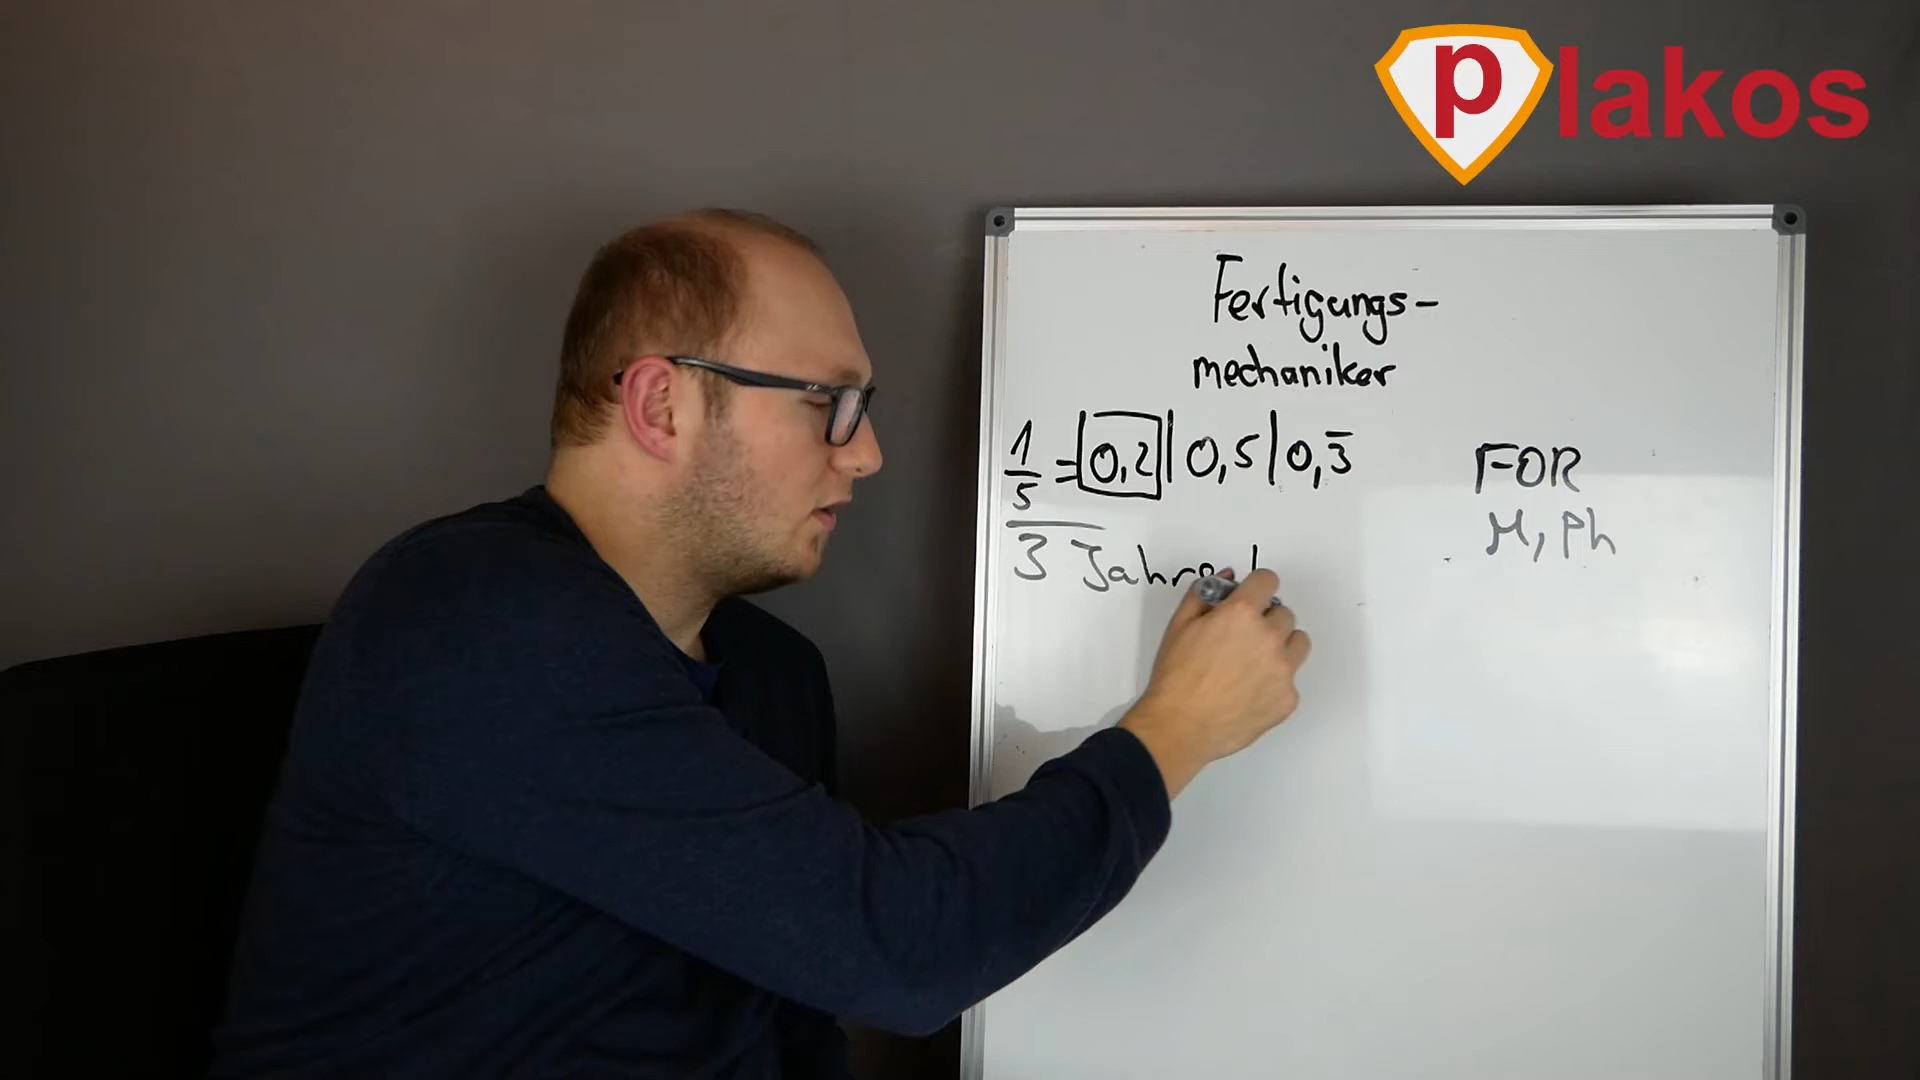 plakos
Fertigungs-
mechaniker
1/5 = |0,2| 0,5 | 0,3̅
FOR
M, Ph
3 Jahre